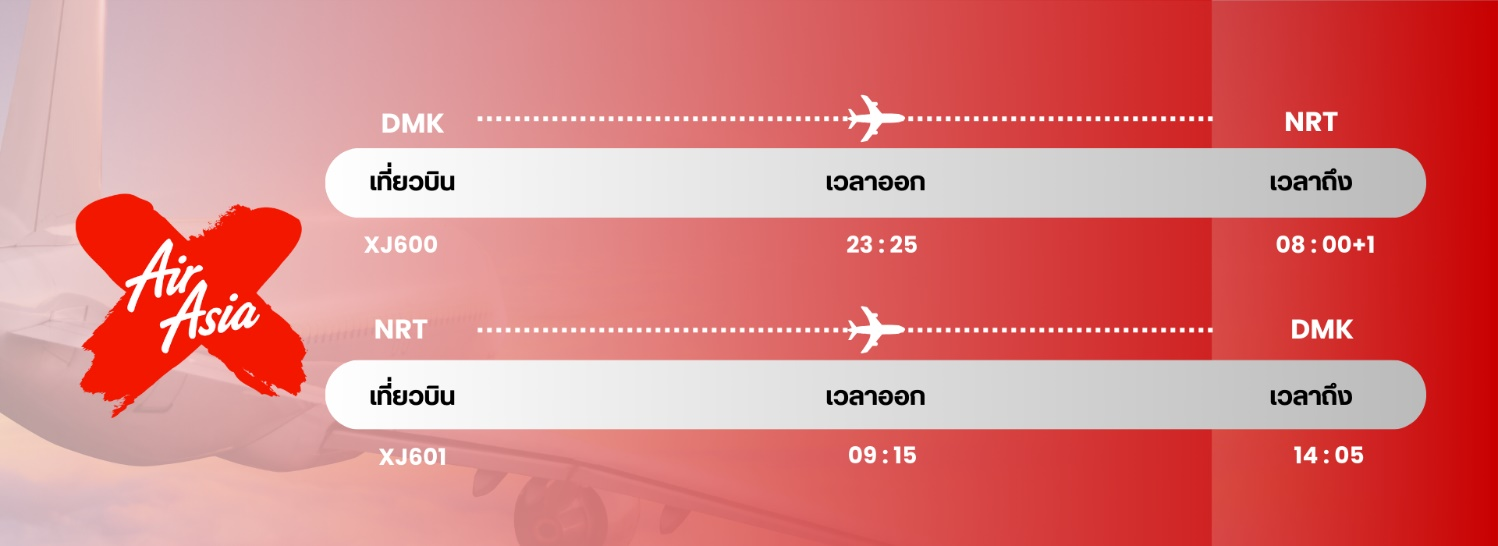 DMK NRT
เที่ยวบิน เวลาออก เวลาถึง
XJ600 23 : 25 08 : 00+1
Air
Asia
NRT DMK
เที่ยวบิน เวลาออก เวลาถึง
XJ601 09 : 15 14 : 05